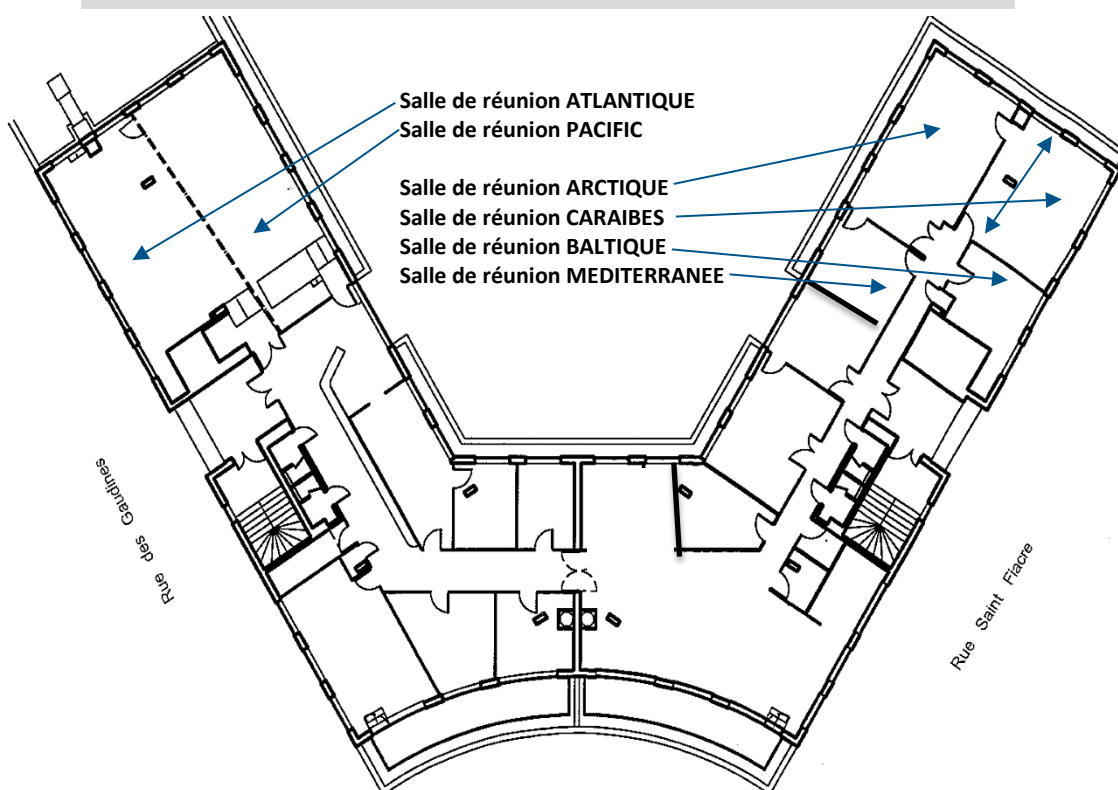 Salle de réunion ATLANTIQUE
Salle de réunion PACIFIC
Salle de réunion ARCTIQUE
Salle de réunion CARAIBES
Salle de réunion BALTIQUE
Salle de réunion MEDITERRANEE
Rue des Gaudines
Rue Saint Fiacre